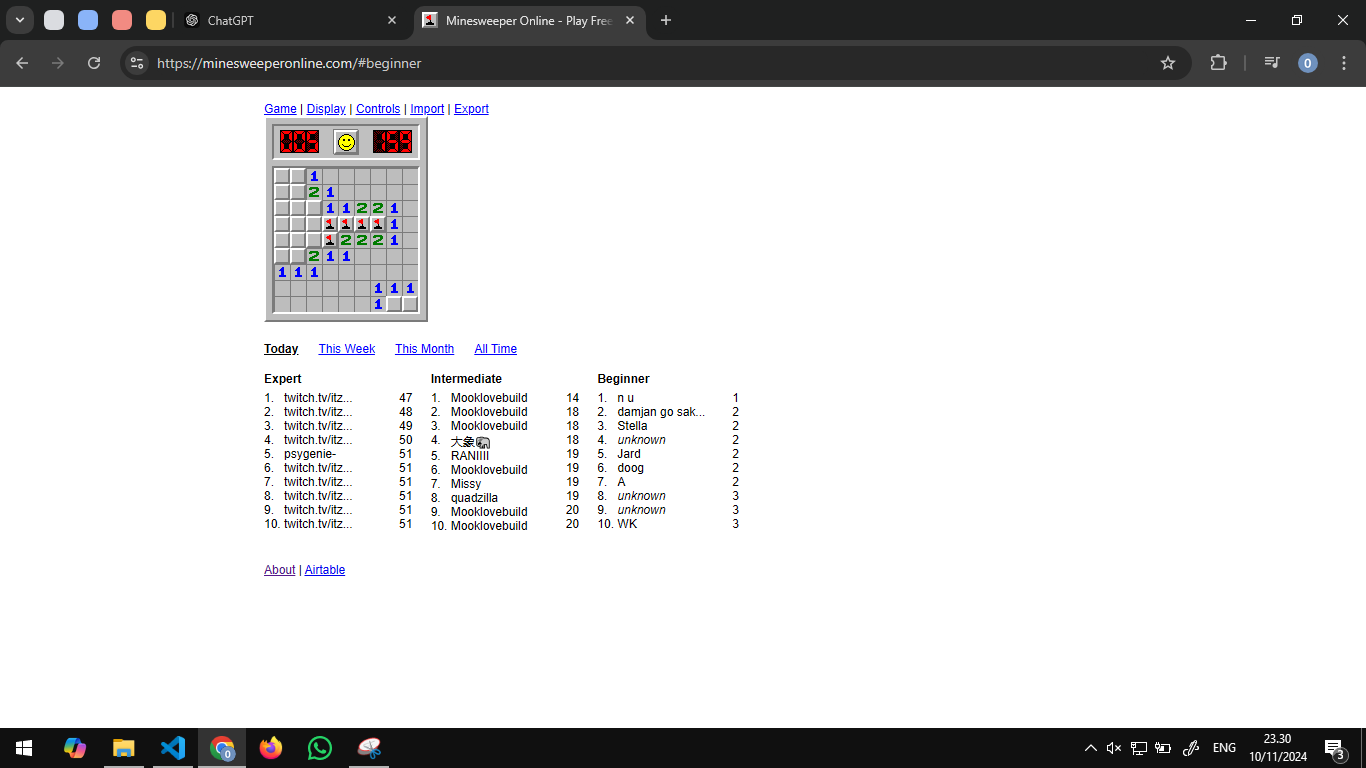 ChatGPT
Minesweeper Online - Play Free
https://minesweeperonline.com/#beginner
0
Game | Display | Controls | Import | Export
005 159
1
2 1
1 1 2 2 1
1
2 2 2 1
2 1 1
1 1 1
1 1 1
1
Today This Week This Month All Time
Expert Intermediate Beginner
1. twitch.tv/itz... 47 1. Mooklovebuild 14 1. n u 1
2. twitch.tv/itz... 48 2. Mooklovebuild 18 2. damjan go sak... 2
3. twitch.tv/itz... 49 3. Mooklovebuild 18 3. Stella 2
4. twitch.tv/itz... 50 4. 大象🐘 18 4. unknown 2
5. psygenie- 51 5. RANIIII 19 5. Jard 2
6. twitch.tv/itz... 51 6. Mooklovebuild 19 6. doog 2
7. twitch.tv/itz... 51 7. Missy 19 7. A 2
8. twitch.tv/itz... 51 8. quadzilla 19 8. unknown 3
9. twitch.tv/itz... 51 9. Mooklovebuild 20 9. unknown 3
10. twitch.tv/itz... 51 10. Mooklovebuild 20 10. WK 3
About | Airtable
0
ENG
23.30
10/11/2024
3